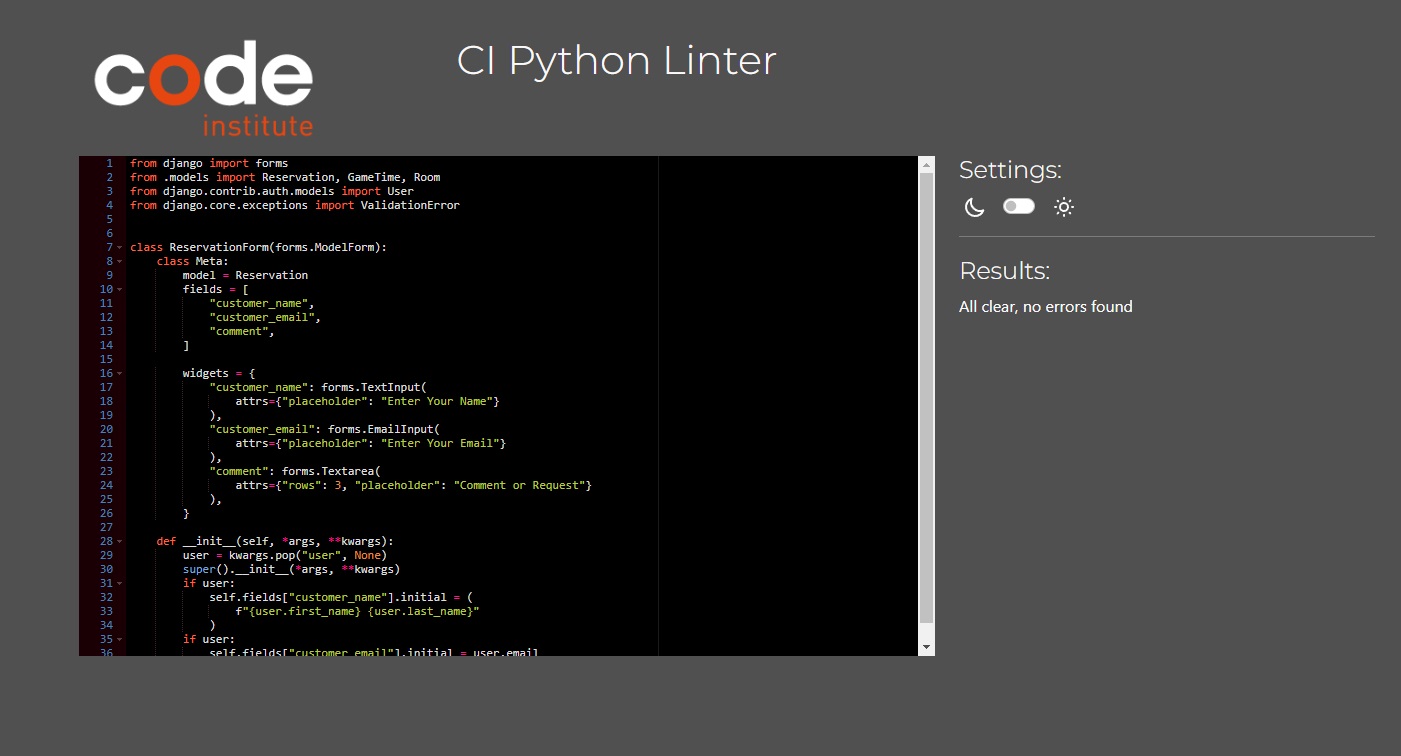 code
institute
CI Python Linter
1 from django import forms
2 from .models import Reservation, GameTime, Room
3 from django.contrib.auth.models import User
4 from django.core.exceptions import ValidationError
5
6
7 class ReservationForm(forms.ModelForm):
8     class Meta:
9         model = Reservation
10         fields = [
11             "customer_name",
12             "customer_email",
13             "comment",
14         ]
15
16         widgets = {
17             "customer_name": forms.TextInput(
18                 attrs={"placeholder": "Enter Your Name"}
19             ),
20             "customer_email": forms.EmailInput(
21                 attrs={"placeholder": "Enter Your Email"}
22             ),
23             "comment": forms.Textarea(
24                 attrs={"rows": 3, "placeholder": "Comment or Request"}
25             ),
26         }
27
28     def __init__(self, *args, **kwargs):
29         user = kwargs.pop("user", None)
30         super().__init__(*args, **kwargs)
31         if user:
32             self.fields["customer_name"].initial = (
33                 f"{user.first_name} {user.last_name}"
34             )
35         if user:
36             self.fields["customer_email"].initial = user.email
Settings:
Results:
All clear, no errors found